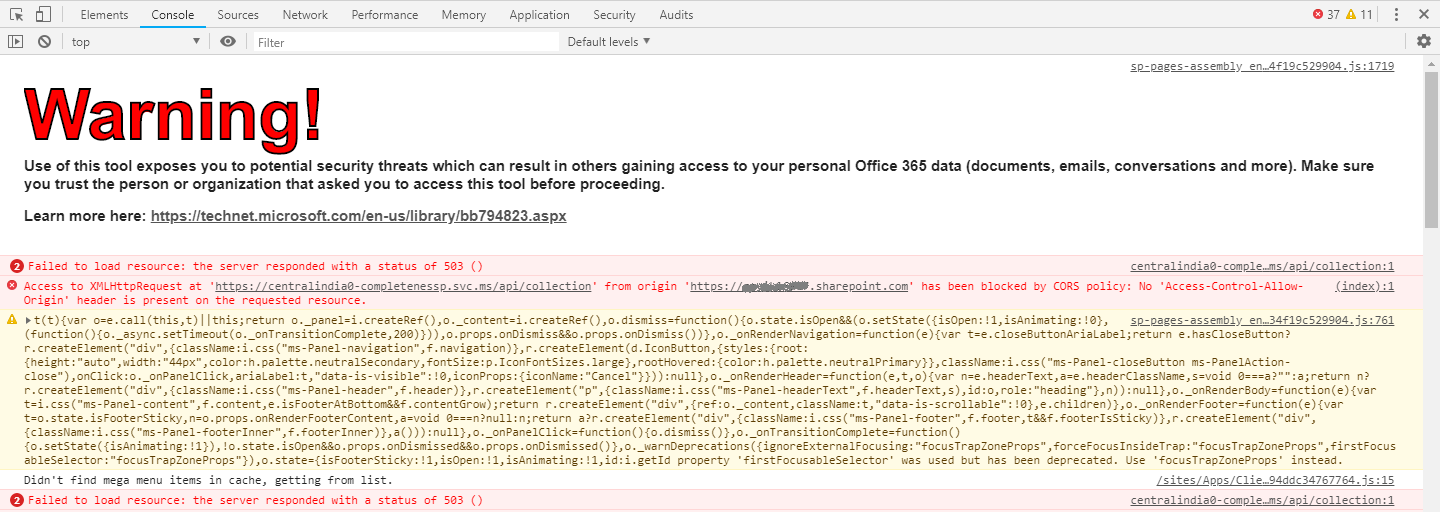 Elements Console Sources Network Performance Memory Application Security Audits 37 11
top Filter Default levels
sp-pages-assembly_en…4f19c529904.js:1719
Warning!
Use of this tool exposes you to potential security threats which can result in others gaining access to your personal Office 365 data (documents, emails, conversations and more). Make sure
you trust the person or organization that asked you to access this tool before proceeding.
Learn more here: https://technet.microsoft.com/en-us/library/bb794823.aspx
2 Failed to load resource: the server responded with a status of 503 () centralindia0-comple…ms/api/collection:1
Access to XMLHttpRequest at 'https://centralindia0-completenessp.svc.ms/api/collection' from origin 'https://.sharepoint.com' has been blocked by CORS policy: No 'Access-Control-Allow- (index):1
Origin' header is present on the requested resource.
t(t){var o=e.call(this,t)||this;return o._panel=i.createRef(),o._content=i.createRef(),o.dismiss=function(){o.state.isOpen&&(o.setState({isOpen:!1,isAnimating:!0}, sp-pages-assembly_en…34f19c529904.js:761
(function(){o._async.setTimeout(o._onTransitionComplete,200)})),o.props.onDismiss&&o.props.onDismiss())},o._onRenderNavigation=function(e){var t=e.closeButtonAriaLabel;return e.hasCloseButton?
r.createElement("div",{className:i.css("ms-Panel-navigation",f.navigation)},r.createElement(d.IconButton,{styles:{root:
{height:"auto",width:"44px",color:h.palette.neutralSecondary,fontSize:p.IconFontSizes.large},rootHovered:{color:h.palette.neutralPrimary}},className:i.css("ms-Panel-closeButton ms-PanelAction-
close"),onClick:o._onPanelClick,ariaLabel:t,"data-is-visible":!0,iconProps:{iconName:"Cancel"}})):null},o._onRenderHeader=function(e,t,o){var n=e.headerText,a=e.headerClassName,s=void 0===a?"":a;return n?
r.createElement("div",{className:i.css("ms-Panel-header",f.header)},r.createElement("p",{className:i.css("ms-Panel-headerText",f.headerText,s),id:o,role:"heading"},n)):null},o._onRenderBody=function(e){var
t=i.css("ms-Panel-content",f.content,e.isFooterAtBottom&&f.contentGrow);return r.createElement("div",{ref:o._content,className:t,"data-is-scrollable":!0},e.children)},o._onRenderFooter=function(e){var
t=o.state.isFooterSticky,n=o.props.onRenderFooterContent,a=void 0===n?null:n;return a?r.createElement("div",{className:i.css("ms-Panel-footer",f.footer,t&&f.footerIsSticky)},r.createElement("div",
{className:i.css("ms-Panel-footerInner",f.footerInner)},a())):null},o._onPanelClick=function(){o.dismiss()},o._onTransitionComplete=function()
{o.setState({isAnimating:!1}),!o.state.isOpen&&o.props.onDismissed&&o.props.onDismissed()},o._warnDeprecations({ignoreExternalFocusing:"focusTrapZoneProps",forceFocusInsideTrap:"focusTrapZoneProps",firstFocus
ableSelector:"focusTrapZoneProps"}),o.state={isFooterSticky:!1,isOpen:!1,isAnimating:!1,id:i.getId property 'firstFocusableSelector' was used but has been deprecated. Use 'focusTrapZoneProps' instead.
Didn't find mega menu items in cache, getting from list. /sites/Apps/Clie…94ddc34767764.js:15
2 Failed to load resource: the server responded with a status of 503 () centralindia0-comple…ms/api/collection:1